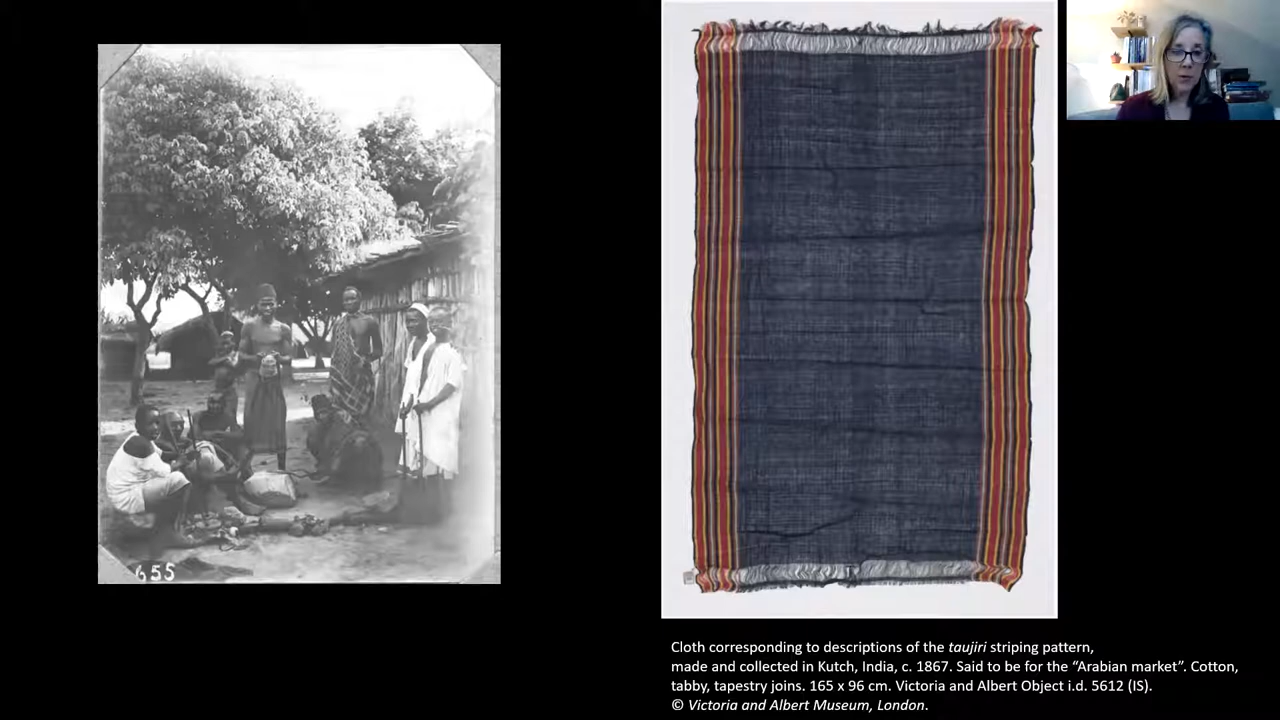 655
Cloth corresponding to descriptions of the taujiri striping pattern,
made and collected in Kutch, India, c. 1867. Said to be for the “Arabian market”. Cotton,
tabby, tapestry joins. 165 x 96 cm. Victoria and Albert Object i.d. 5612 (IS).
© Victoria and Albert Museum, London.